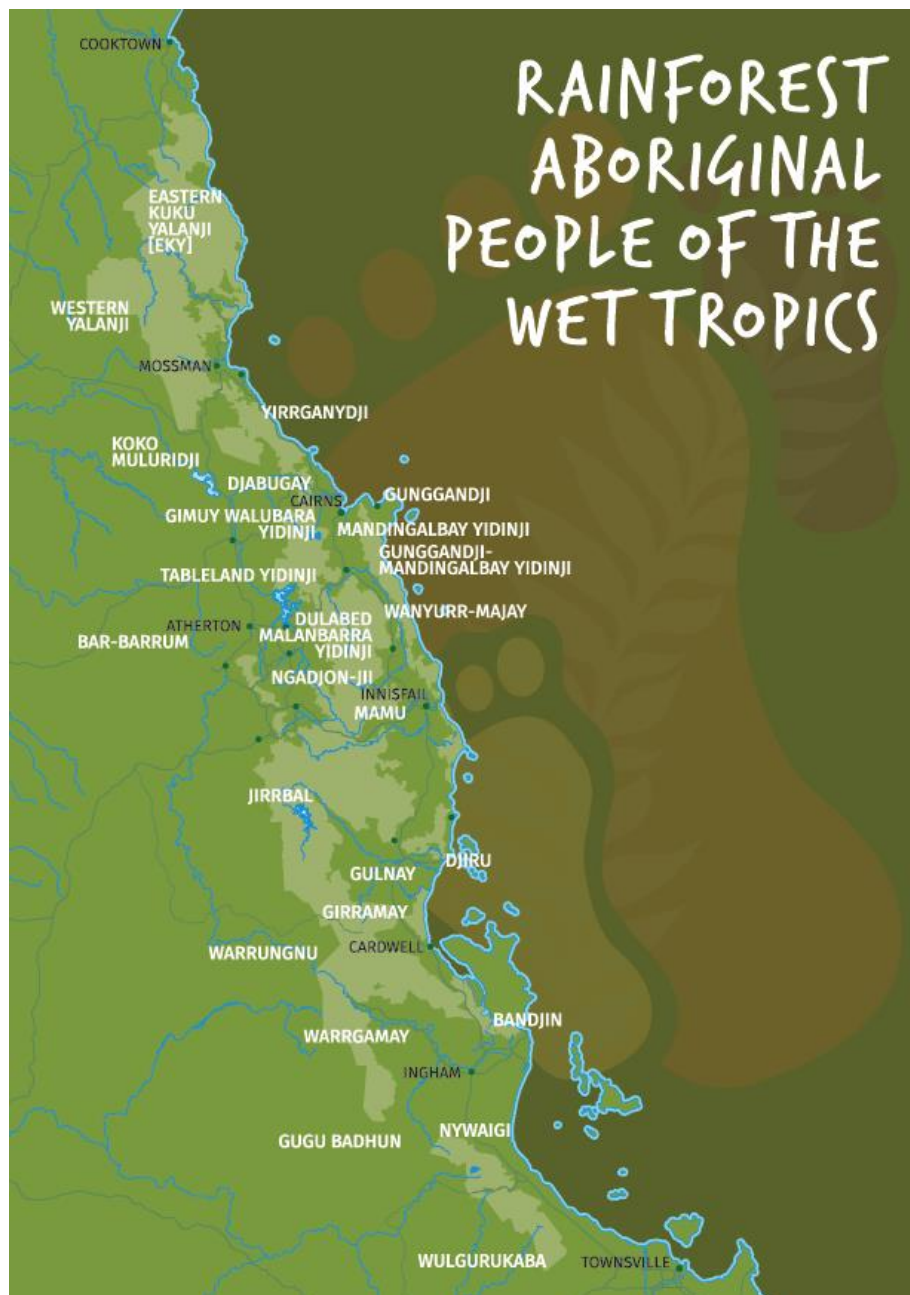 RAINFOREST
ABORIGINAL
PEOPLE OF THE
WET TROPICS
COOKTOWN
EASTERN
KUKU
YALANJI
[EKY]
WESTERN
YALANJI
MOSSMAN
YIRRGANYDJI
KOKO
MULURIDJI
DJABUGAY
CAIRNS
GUNGGANDJI
GIMUY WALUBARA
YIDINJI
MANDINGALBAY YIDINJI
GUNGGANDJI-
MANDINGALBAY YIDINJI
TABLELAND YIDINJI
WANYURR-MAJAY
ATHERTON
DULABED
MALANBARRA
YIDINJI
BAR-BARRUM
NGADJON-JII
INNISFAIL
MAMU
JIRRBAL
DJIRU
GULNAY
GIRRAMAY
CARDWELL
WARRUNGNU
BANDJIN
WARRGAMAY
INGHAM
NYWAIGI
GUGU BADHUN
WULGURUKABA
TOWNSVILLE